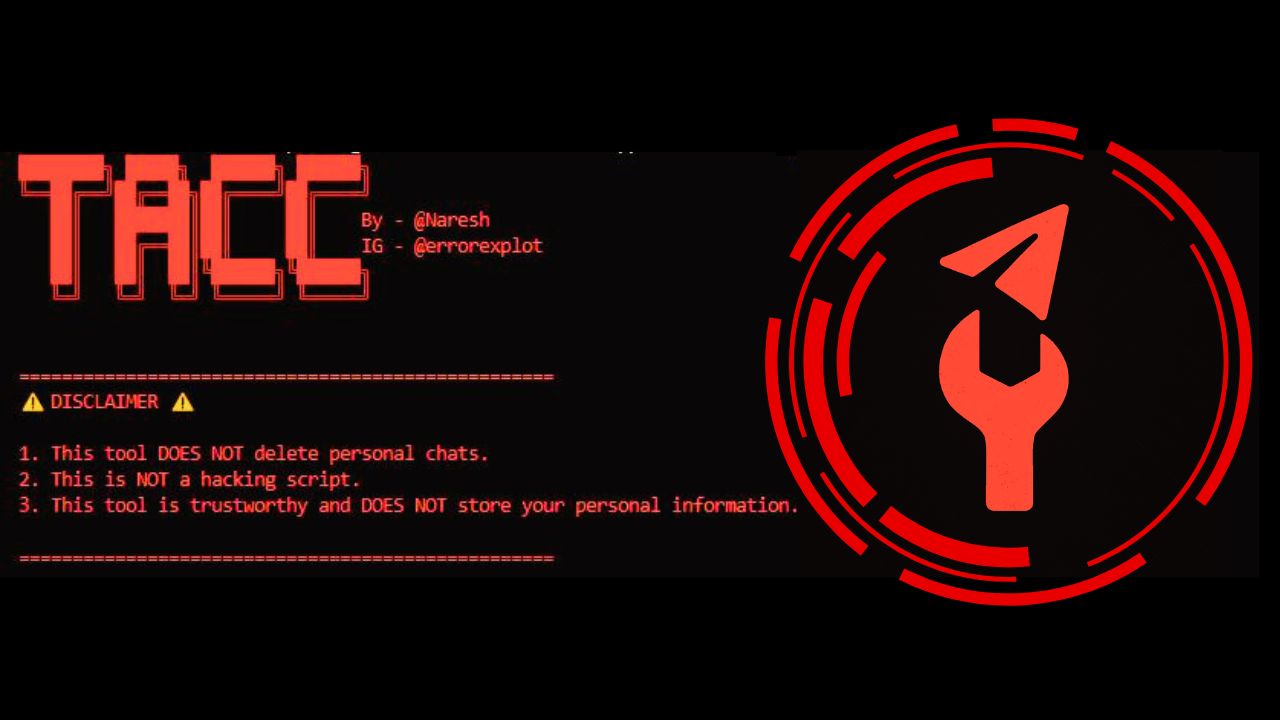 TACC
By - @Naresh
IG - @errorexplot
==================================================
⚠️ DISCLAIMER ⚠️
1. This tool DOES NOT delete personal chats.
2. This is NOT a hacking script.
3. This tool is trustworthy and DOES NOT store your personal information.
==================================================